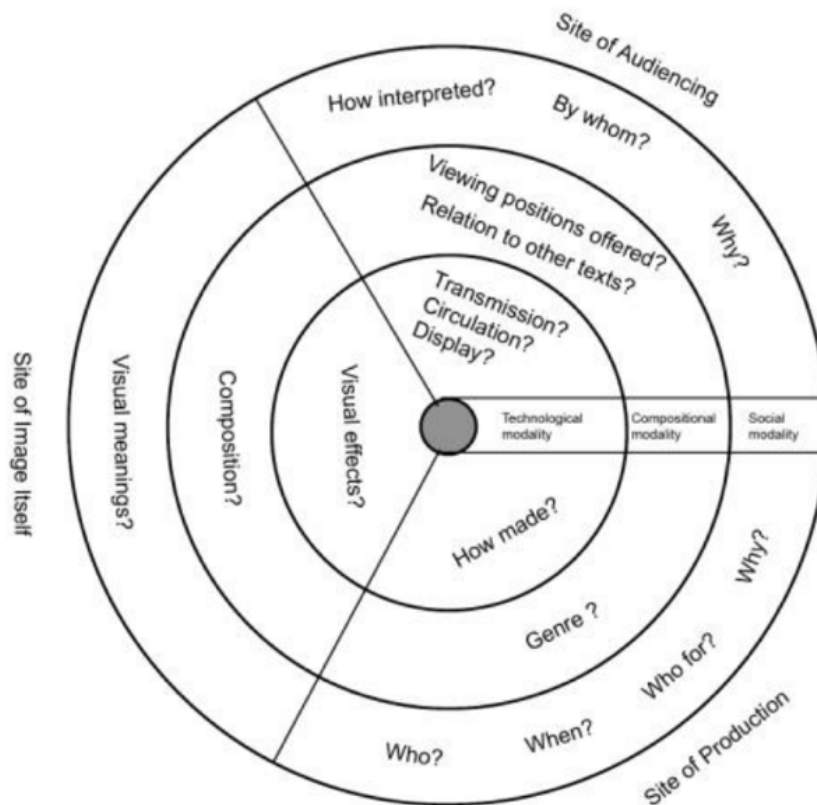 Site of Audiencing
How interpreted?
By whom?
Why?
Viewing positions offered?
Relation to other texts?
Transmission?
Circulation?
Display?
Site of Image Itself
Visual meanings?
Composition?
Visual effects?
Technological
modality
Compositional
modality
Social
modality
How made?
Genre ?
Why?
Who for?
When?
Who?
Site of Production